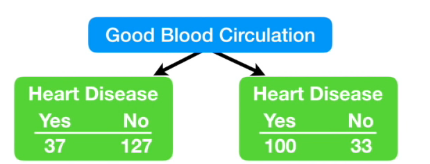 Good Blood Circulation
Heart Disease Heart Disease
Yes No Yes No
37 127 100 33